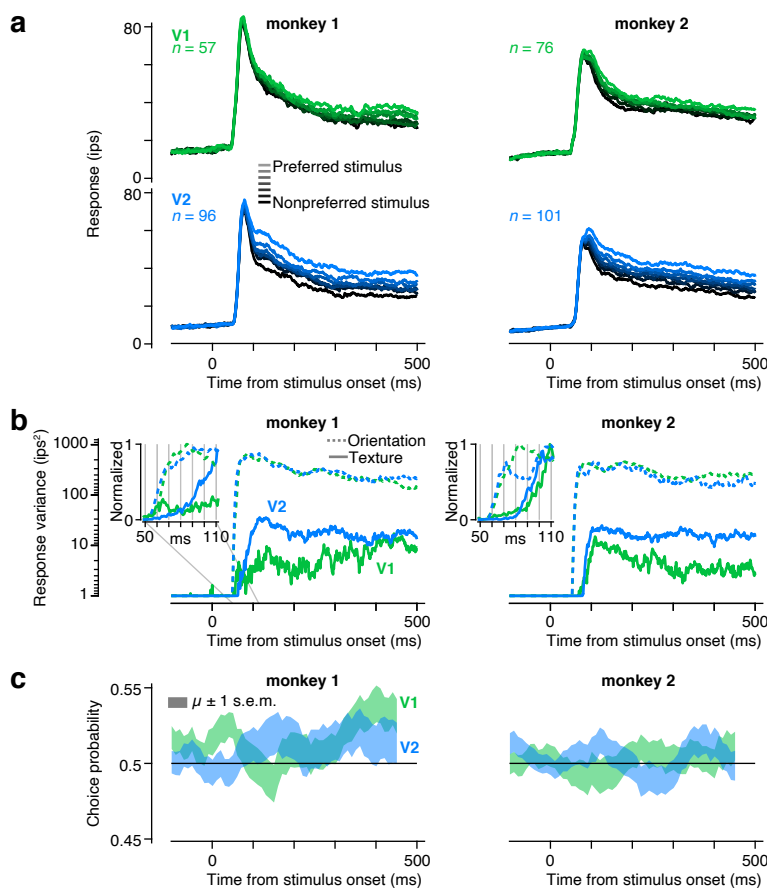 a
monkey 1
monkey 2
80
V1
n = 57
n = 76
40
0
Response (ips)
Preferred stimulus
Nonpreferred stimulus
80
V2
n = 96
n = 101
40
0
0
500
0
500
Time from stimulus onset (ms)
Time from stimulus onset (ms)
b
monkey 1
monkey 2
Response variance (ips²)
1000
100
10
1
Normalized
1
0
50
ms
110
Orientation
Texture
V2
V1
Normalized
1
0
50
ms
110
0
500
0
500
Time from stimulus onset (ms)
Time from stimulus onset (ms)
c
monkey 1
monkey 2
Choice probability
0.55
0.5
0.45
μ ± 1 s.e.m.
V1
V2
0
500
0
500
Time from stimulus onset (ms)
Time from stimulus onset (ms)